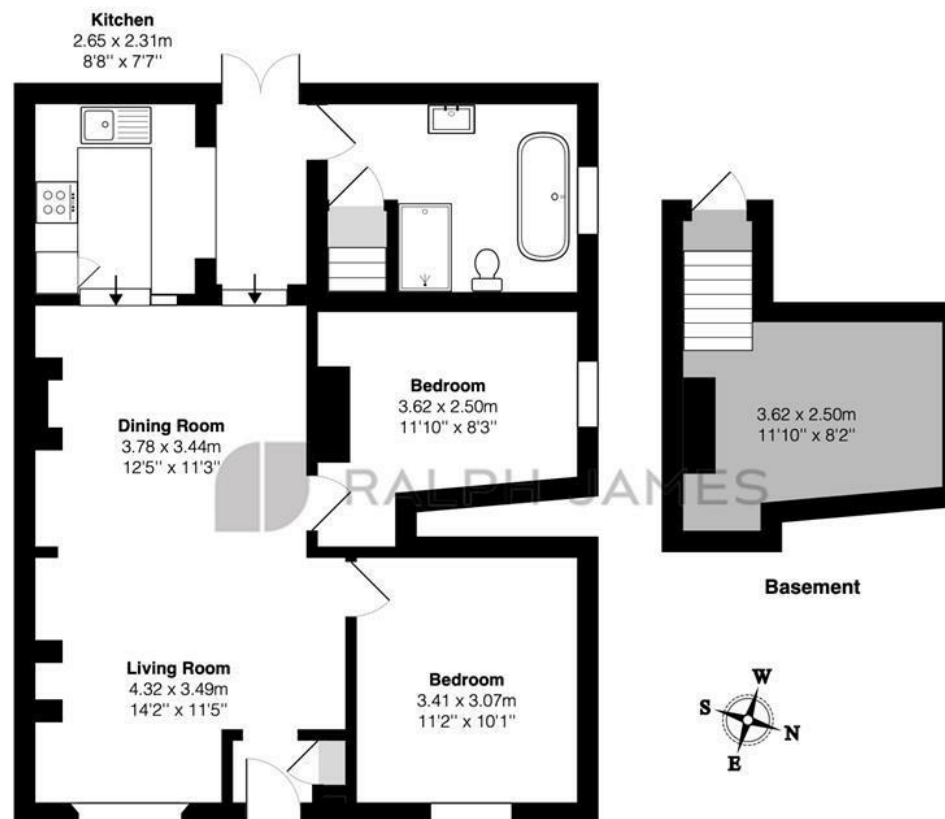 Kitchen
2.65 x 2.31m
8'8" x 7'7"
Dining Room
3.78 x 3.44m
12'5" x 11'3"
Bedroom
3.62 x 2.50m
11'10" x 8'3"
RALPH JAMES
3.62 x 2.50m
11'10" x 8'2"
Basement
Living Room
4.32 x 3.49m
14'2" x 11'5"
Bedroom
3.41 x 3.07m
11'2" x 10'1"
W
S
N
E